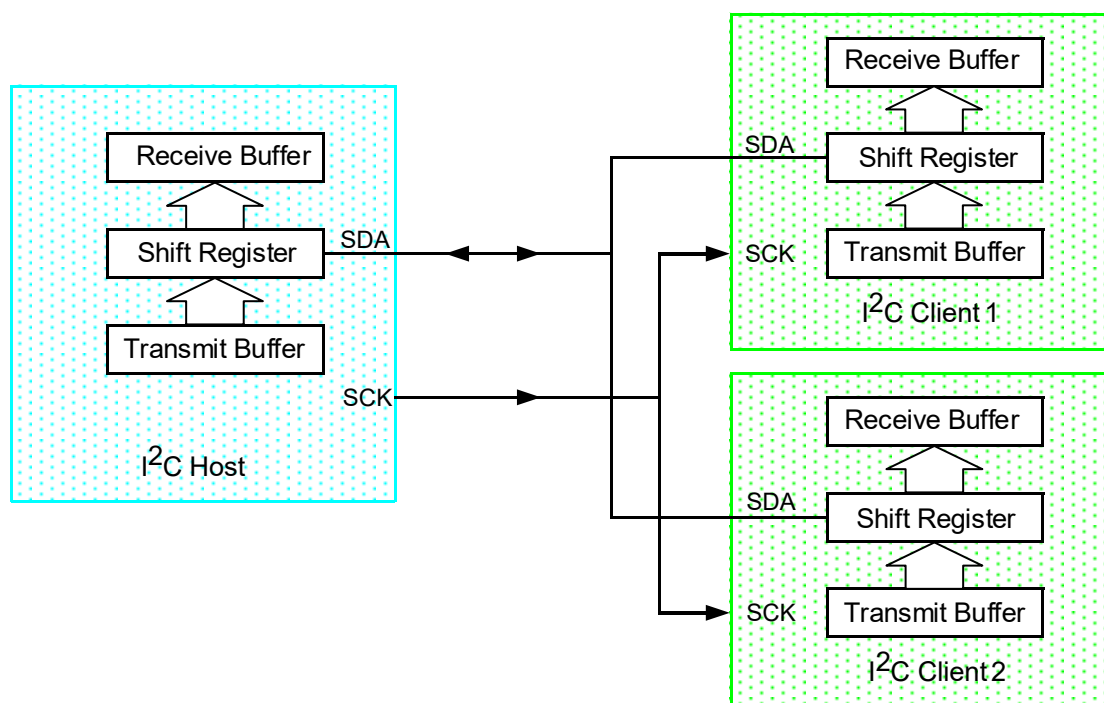 Receive Buffer
Shift Register
SDA
Transmit Buffer
SCK
I²C Host
Receive Buffer
SDA
Shift Register
SCK
Transmit Buffer
I²C Client 1
Receive Buffer
SDA
Shift Register
SCK
Transmit Buffer
I²C Client 2